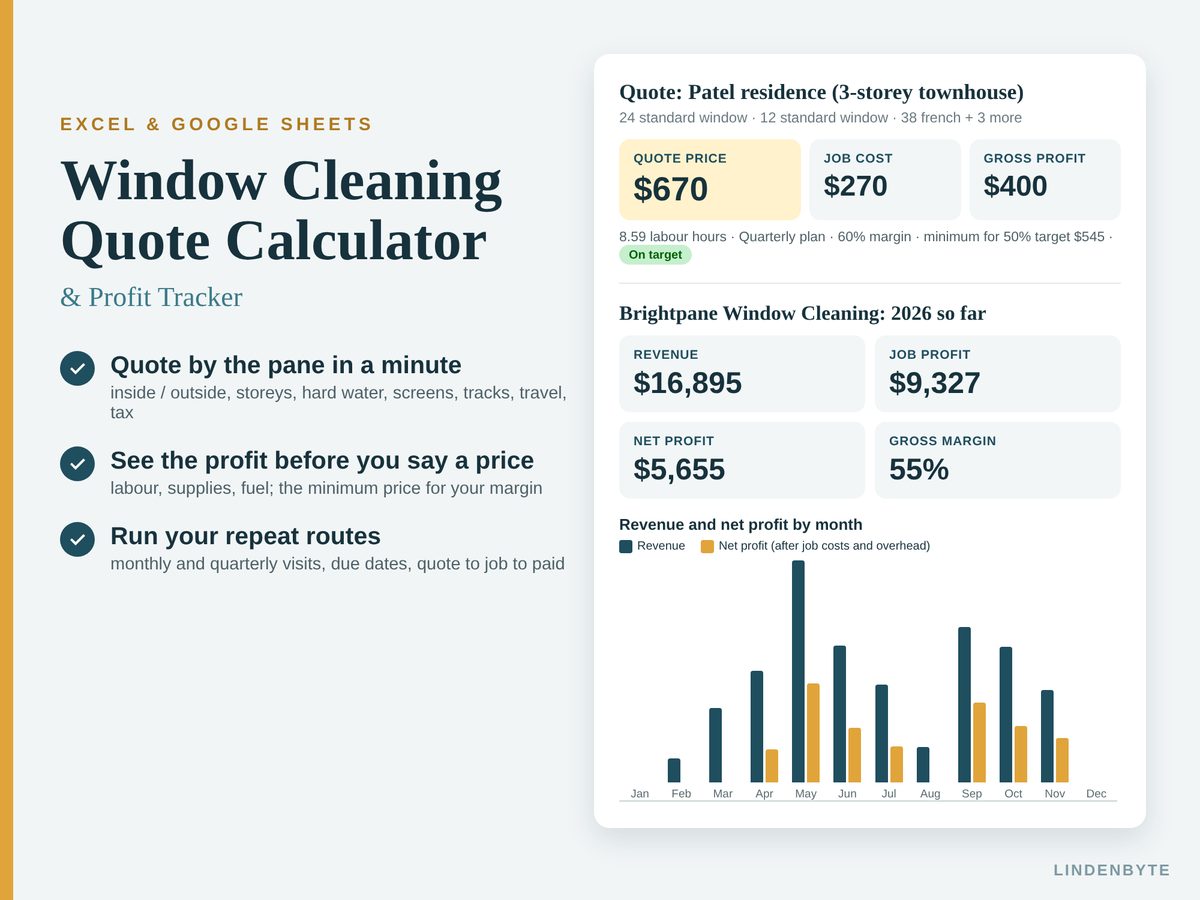 EXCEL & GOOGLE SHEETS
Window Cleaning
Quote Calculator
& Profit Tracker
Quote by the pane in a minute
inside / outside, storeys, hard water, screens, tracks, travel,
tax
See the profit before you say a price
labour, supplies, fuel; the minimum price for your margin
Run your repeat routes
monthly and quarterly visits, due dates, quote to job to paid
Quote: Patel residence (3-storey townhouse)
24 standard window · 12 standard window · 38 french + 3 more
QUOTE PRICE
$670
JOB COST
$270
GROSS PROFIT
$400
8.59 labour hours · Quarterly plan · 60% margin · minimum for 50% target $545 ·
On target
Brightpane Window Cleaning: 2026 so far
REVENUE
$16,895
JOB PROFIT
$9,327
NET PROFIT
$5,655
GROSS MARGIN
55%
Revenue and net profit by month
Revenue Net profit (after job costs and overhead)
Jan Feb Mar Apr May Jun Jul Aug Sep Oct Nov Dec
LINDENBYTE